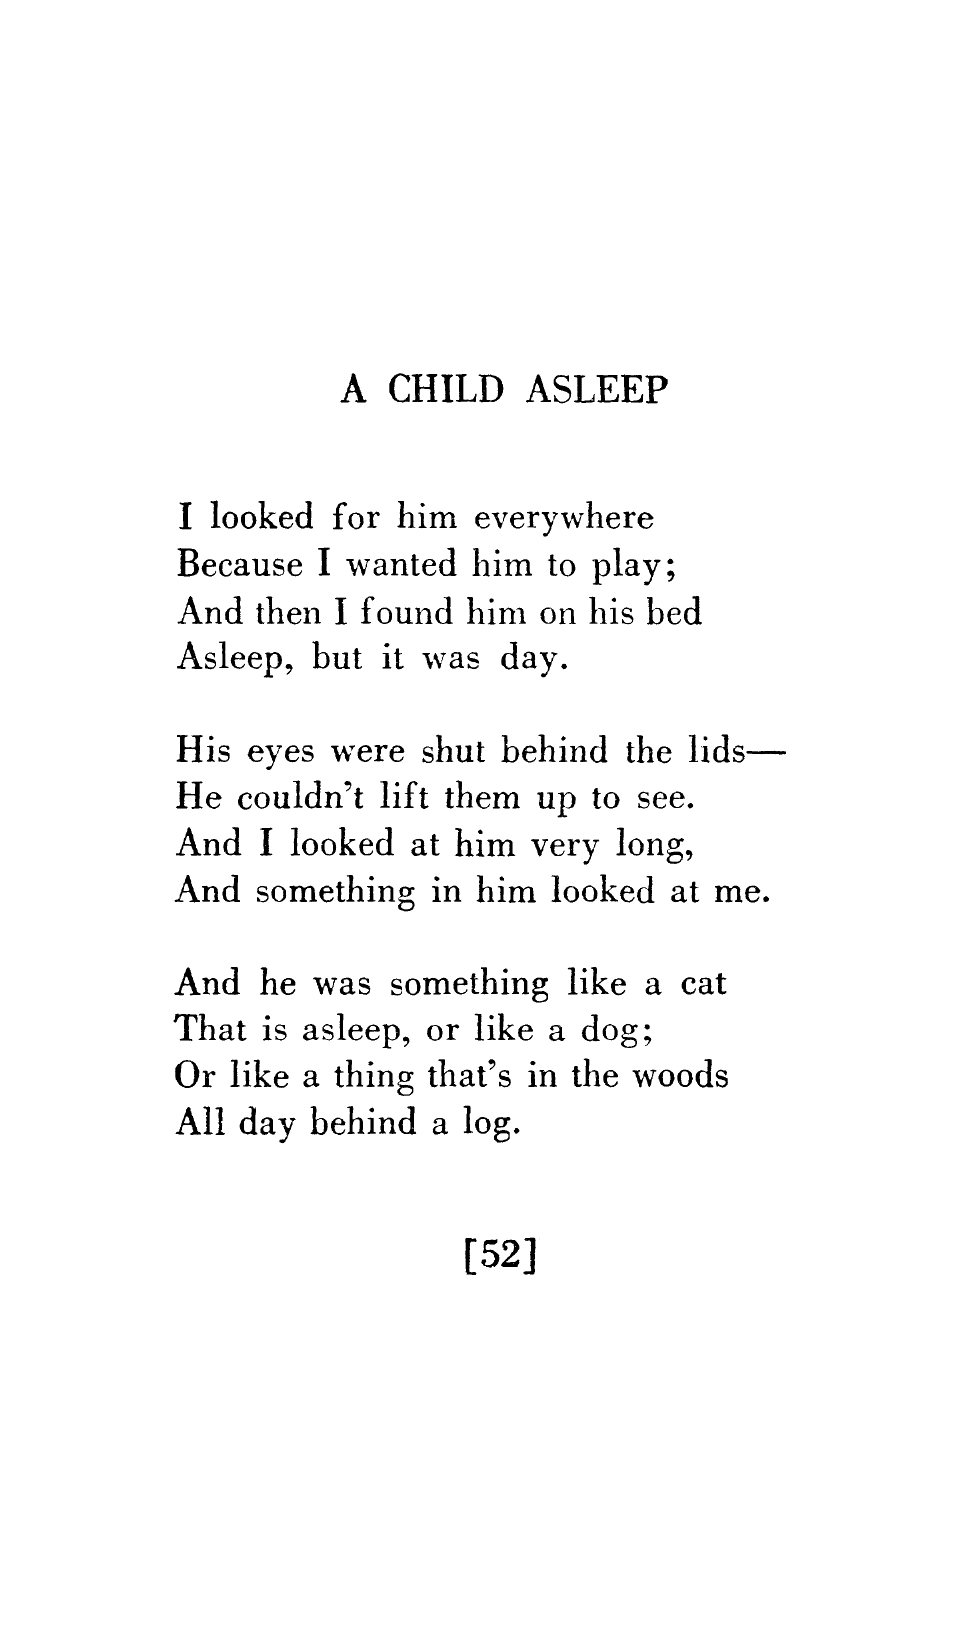 A CHILD ASLEEP
I looked for him everywhere
Because I wanted him to play;
And then I found him on his bed
Asleep, but it was day.
His eyes were shut behind the lids—
He couldn't lift them up to see.
And I looked at him very long,
And something in him looked at me.
And he was something like a cat
That is asleep, or like a dog;
Or like a thing that's in the woods
All day behind a log.
[52]